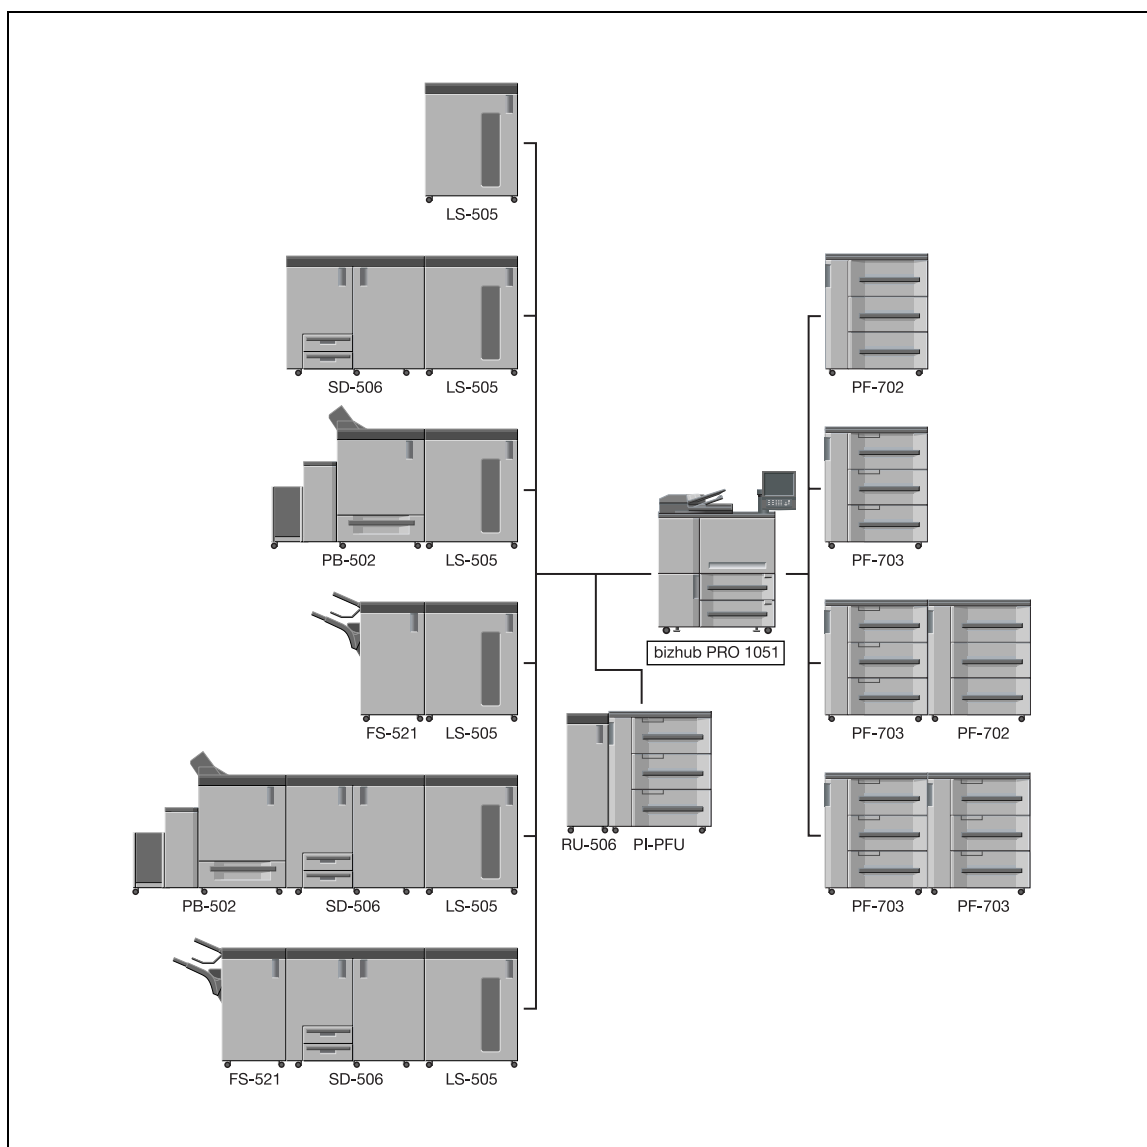 LS-505
SD-506 LS-505
PF-702
PB-502 LS-505
PF-703
bizhub PRO 1051
FS-521 LS-505
PF-703 PF-702
RU-506 PI-PFU
PB-502 SD-506 LS-505
PF-703 PF-703
FS-521 SD-506 LS-505